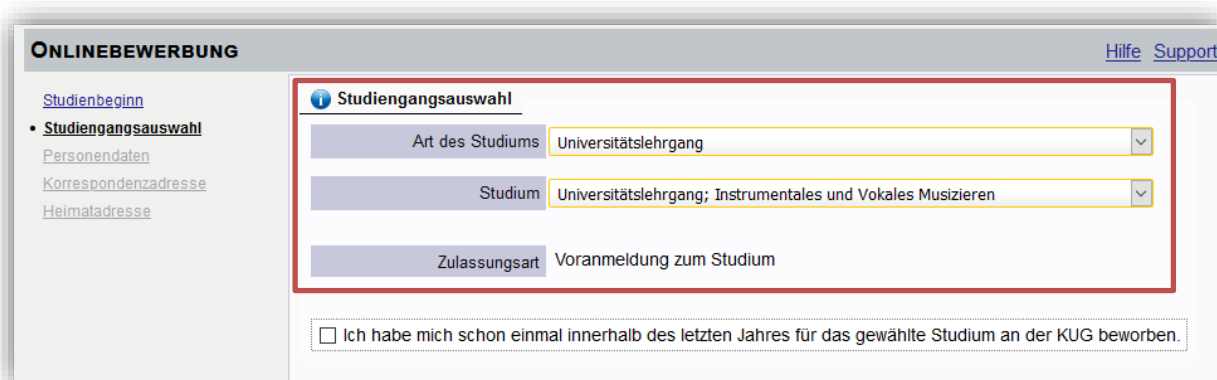 ONLINEBEWERBUNG
Hilfe Support
Studienbeginn
• Studiengangsauswahl
Personendaten
Korrespondenzadresse
Heimatadresse
i Studiengangsauswahl
Art des Studiums Universitätslehrgang
Studium Universitätslehrgang; Instrumentales und Vokales Musizieren
Zulassungsart Voranmeldung zum Studium
Ich habe mich schon einmal innerhalb des letzten Jahres für das gewählte Studium an der KUG beworben.